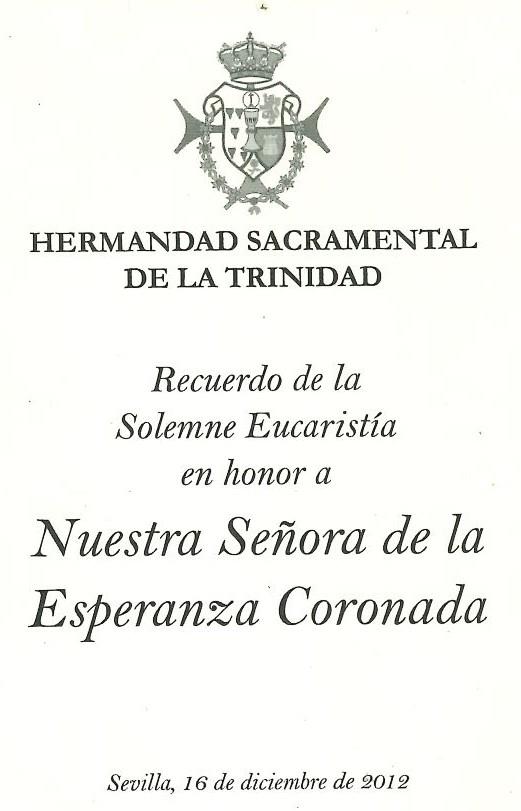 HERMANDAD SACRAMENTAL
DE LA TRINIDAD
Recuerdo de la
Solemne Eucaristía
en honor a
Nuestra Señora de la
Esperanza Coronada
Sevilla, 16 de diciembre de 2012